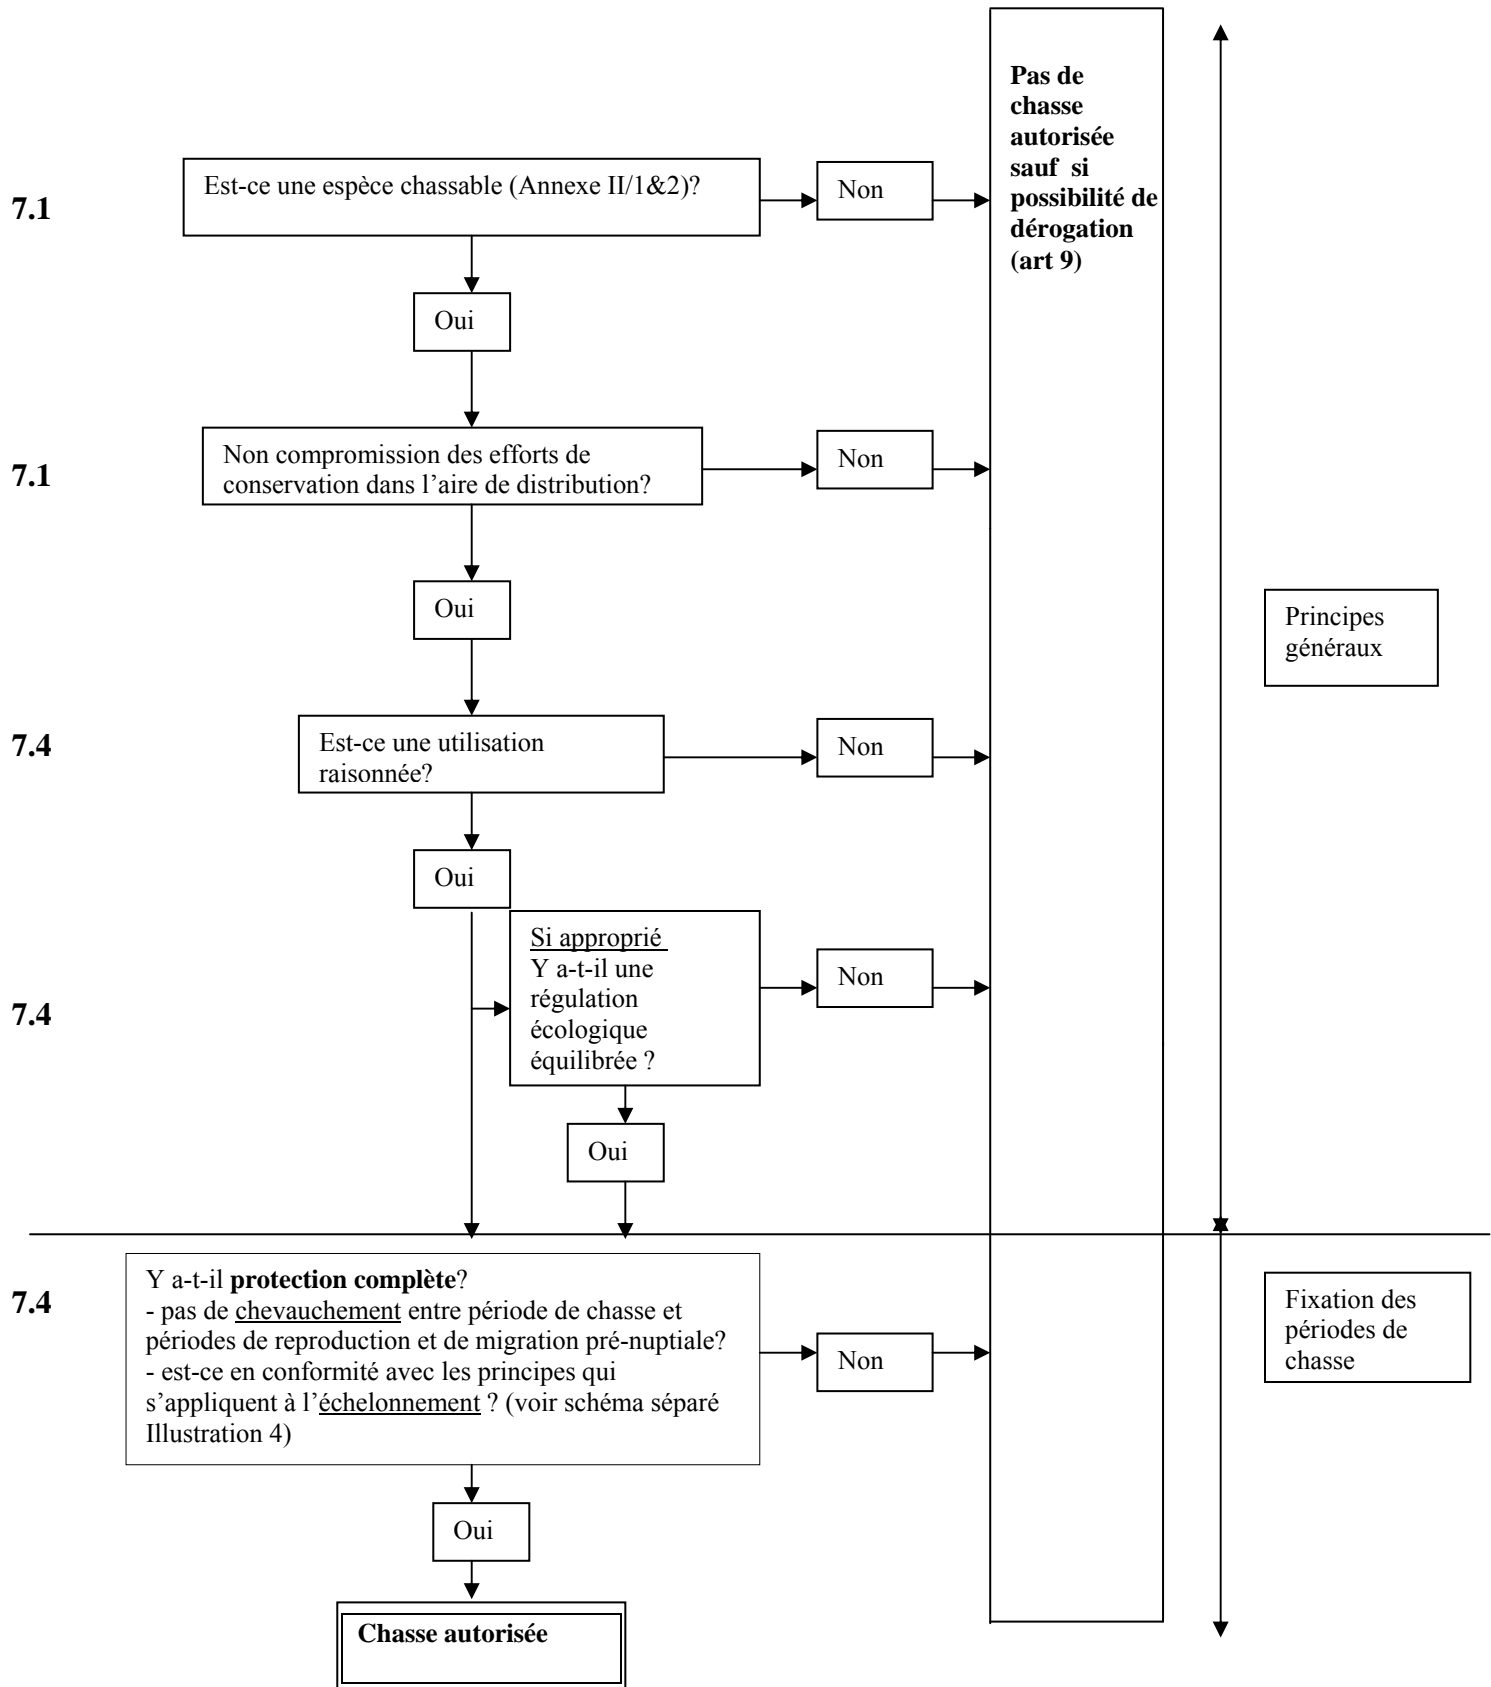 Pas de
chasse
autorisée
sauf si
possibilité de
dérogation
(art 9)
7.1
Est-ce une espèce chassable (Annexe II/1&2)?
Non
Oui
7.1
Non compromission des efforts de
conservation dans l’aire de distribution?
Non
Oui
Principes
généraux
7.4
Est-ce une utilisation
raisonnée?
Non
Oui
7.4
Si approprié
Y a-t-il une
régulation
écologique
équilibrée ?
Non
Oui
7.4
Y a-t-il protection complète?
- pas de chevauchement entre période de chasse et
périodes de reproduction et de migration pré-nuptiale?
- est-ce en conformité avec les principes qui
s’appliquent à l’échelonnement ? (voir schéma séparé
Illustration 4)
Non
Fixation des
périodes de
chasse
Oui
Chasse autorisée